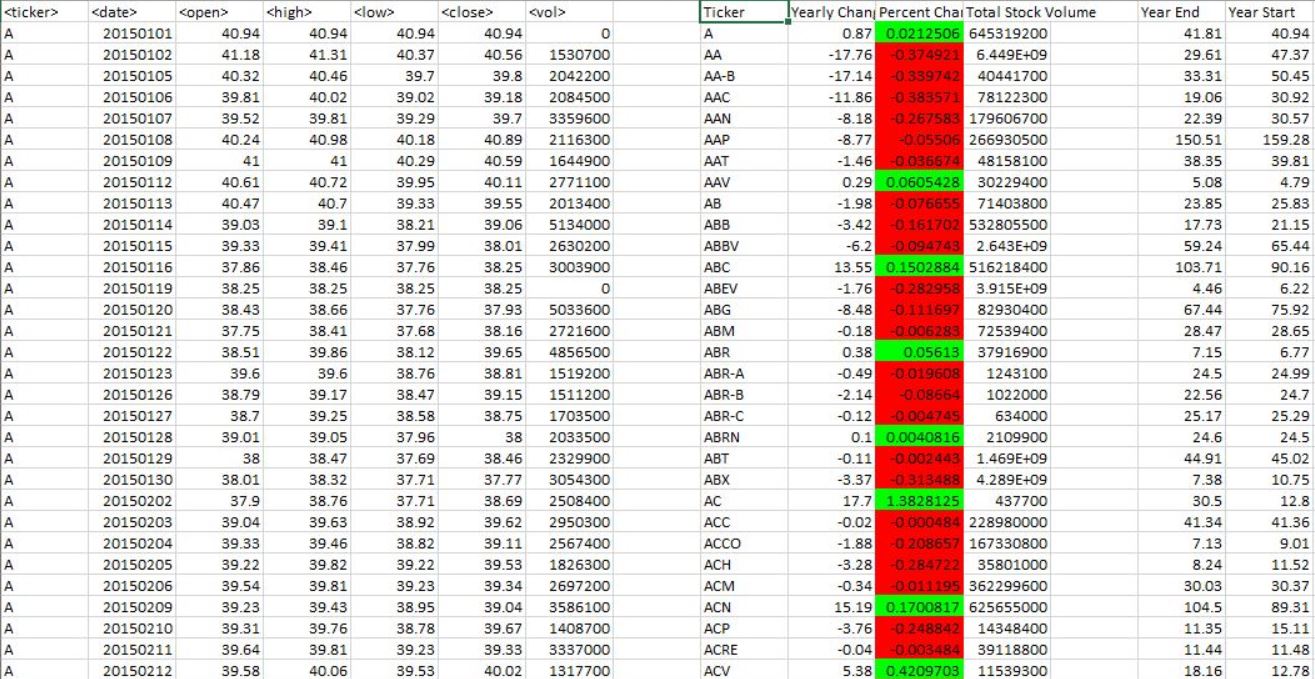 <ticker> <date> <open> <high> <low> <close> <vol> Ticker Yearly Chang Percent Chan Total Stock Volume Year End Year Start
A 20150101 40.94 40.94 40.94 40.94 0 A 0.87 0.0212506 645319200 41.81 40.94
A 20150102 41.18 41.31 40.37 40.56 1530700 AA -17.76 -0.374921 6.449E+09 29.61 47.37
A 20150105 40.32 40.46 39.7 39.8 2042200 AA-B -17.14 -0.339742 40441700 33.31 50.45
A 20150106 39.81 40.02 39.02 39.18 2084500 AAC -11.86 -0.383571 78122300 19.06 30.92
A 20150107 39.52 39.81 39.29 39.7 3359600 AAN -8.18 -0.267583 179606700 22.39 30.57
A 20150108 40.24 40.98 40.18 40.89 2116300 AAP -8.77 -0.05506 266930500 150.51 159.28
A 20150109 41 41 40.29 40.59 1644900 AAT -1.46 -0.036674 48158100 38.35 39.81
A 20150112 40.61 40.72 39.95 40.11 2771100 AAV 0.29 0.0605428 30229400 5.08 4.79
A 20150113 40.47 40.7 39.33 39.55 2013400 AB -1.98 -0.076655 71403800 23.85 25.83
A 20150114 39.03 39.1 38.21 39.06 5134000 ABB -3.42 -0.161702 532805500 17.73 21.15
A 20150115 39.33 39.41 37.99 38.01 2630200 ABBV -6.2 -0.094743 2.643E+09 59.24 65.44
A 20150116 37.86 38.46 37.76 38.25 3003900 ABC 13.55 0.1502884 516218400 103.71 90.16
A 20150119 38.25 38.25 38.25 38.25 0 ABEV -1.76 -0.282958 3.915E+09 4.46 6.22
A 20150120 38.43 38.66 37.76 37.93 5033600 ABG -8.48 -0.111697 82930400 67.44 75.92
A 20150121 37.75 38.41 37.68 38.16 2721600 ABM -0.18 -0.006283 72539400 28.47 28.65
A 20150122 38.51 39.86 38.12 39.65 4856500 ABR 0.38 0.05613 37916900 7.15 6.77
A 20150123 39.6 39.6 38.76 38.81 1519200 ABR-A -0.49 -0.019608 1243100 24.5 24.99
A 20150126 38.79 39.17 38.47 39.15 1511200 ABR-B -2.14 -0.08664 1022000 22.56 24.7
A 20150127 38.7 39.25 38.58 38.75 1703500 ABR-C -0.12 -0.004745 634000 25.17 25.29
A 20150128 39.01 39.05 37.96 38 2033500 ABRN 0.1 0.0040816 2109900 24.6 24.5
A 20150129 38 38.47 37.69 38.46 2329900 ABT -0.11 -0.002443 1.469E+09 44.91 45.02
A 20150130 38.01 38.32 37.71 37.77 3054300 ABX -3.37 -0.313488 4.289E+09 7.38 10.75
A 20150202 37.9 38.76 37.71 38.69 2508400 AC 17.7 1.3828125 437700 30.5 12.8
A 20150203 39.04 39.63 38.92 39.62 2950300 ACC -0.02 -0.000484 228980000 41.34 41.36
A 20150204 39.33 39.46 38.82 39.11 2567400 ACCO -1.88 -0.208657 167330800 7.13 9.01
A 20150205 39.22 39.82 39.22 39.53 1826300 ACH -3.28 -0.284722 35801000 8.24 11.52
A 20150206 39.54 39.81 39.23 39.34 2697200 ACM -0.34 -0.011195 362299600 30.03 30.37
A 20150209 39.23 39.43 38.95 39.04 3586100 ACN 15.19 0.1700817 625655000 104.5 89.31
A 20150210 39.31 39.76 38.78 39.67 1408700 ACP -3.76 -0.248842 14348400 11.35 15.11
A 20150211 39.64 39.81 39.23 39.33 3337000 ACRE -0.04 -0.003484 39118800 11.44 11.48
A 20150212 39.58 40.06 39.53 40.02 1317700 ACV 5.38 0.4209703 11539300 18.16 12.78